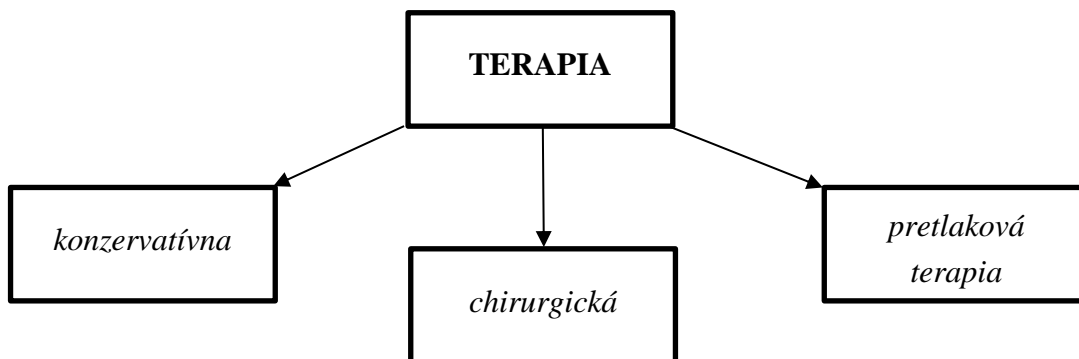 TERAPIA
konzervatívna
chirurgická
pretlaková
terapia